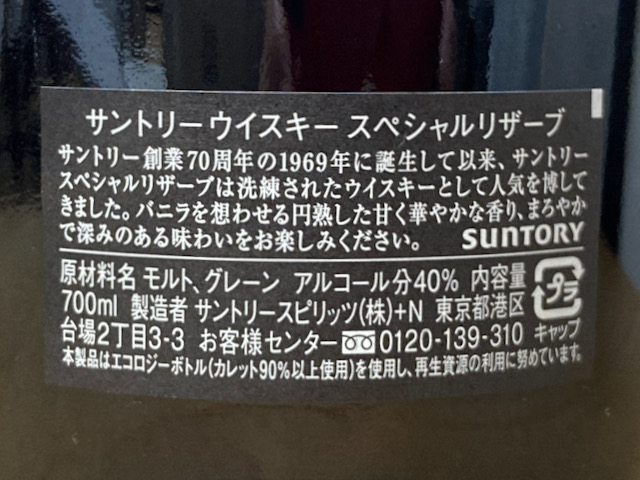 サントリーウイスキー スペシャルリザーブ
サントリー創業70周年の1969年に誕生して以来、サントリー
スペシャルリザーブは洗練されたウイスキーとして人気を博して
きました。バニラを想わせる円熟した甘く華やかな香り、まろやか
で深みのある味わいをお楽しみください。 SUNTORY
原材料名 モルト、グレーン アルコール分40% 内容量
700ml 製造者 サントリースピリッツ(株)+N 東京都港区
プラ
台場2丁目3-3 お客様センター 0120-139-310 キャップ
本製品はエコロジーボトル(カレット90%以上使用)を使用し、再生資源の利用に努めています。